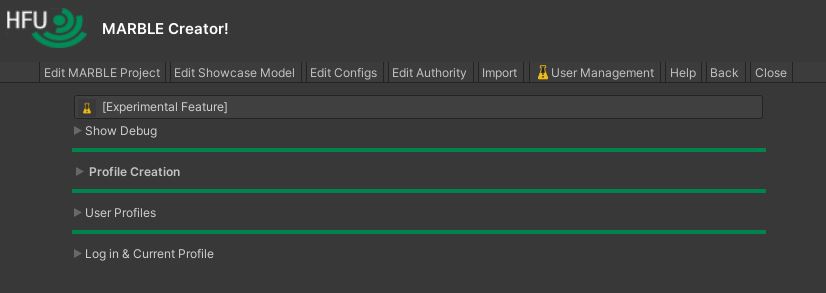 HFU
MARBLE Creator!
Edit MARBLE Project Edit Showcase Model Edit Configs Edit Authority Import User Management Help Back Close
[Experimental Feature]
Show Debug
Profile Creation
User Profiles
Log in & Current Profile